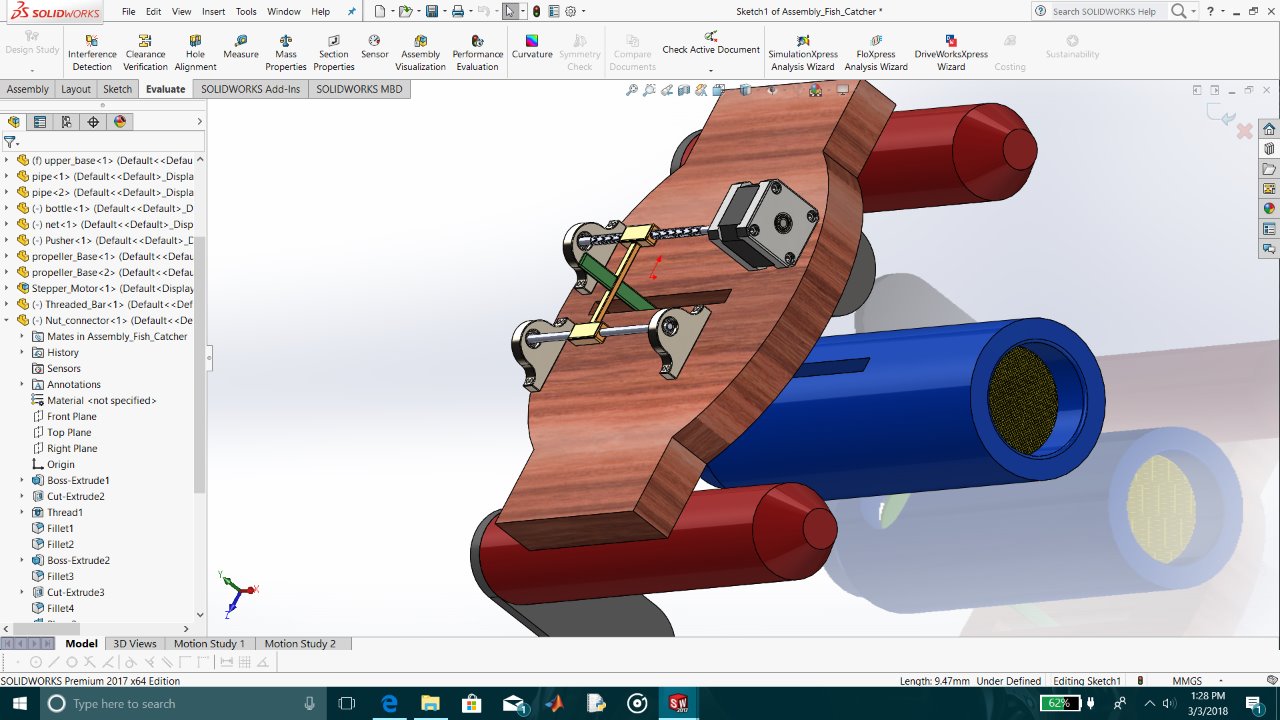 SOLIDWORKS File Edit View Insert Tools Window Help Sketch1 of Assembly_Fish_Catcher * Search SOLIDWORKS Help
Design Study
Interference Detection
Clearance Verification
Hole Alignment
Measure
Mass Properties
Section Properties
Sensor
Assembly Visualization
Performance Evaluation
Curvature
Symmetry Check
Compare Documents
Check Active Document
SimulationXpress Analysis Wizard
FloXpress Analysis Wizard
DriveWorksXpress Wizard
Costing
Sustainability
Assembly Layout Sketch Evaluate SOLIDWORKS Add-Ins SOLIDWORKS MBD
(f) upper_base<1> (Default<<Defau
pipe<1> (Default<<Default>_Displa
pipe<2> (Default<<Default>_Displa
(-) bottle<1> (Default<<Default>_D
(-) net<1> (Default<<Default>_Disp
(-) Pusher<1> (Default<<Default>_D
propeller_Base<1> (Default<<Defau
propeller_Base<2> (Default<<Defau
Stepper_Motor<1> (Default<Display
(-) Threaded_Bar<1> (Default<<Def
(-) Nut_connector<1> (Default<<De
Mates in Assembly_Fish_Catcher
History
Sensors
Annotations
Material <not specified>
Front Plane
Top Plane
Right Plane
Origin
Boss-Extrude1
Cut-Extrude2
Thread1
Fillet1
Fillet2
Boss-Extrude2
Fillet3
Cut-Extrude3
Fillet4
Y X Z
Model 3D Views Motion Study 1 Motion Study 2
SOLIDWORKS Premium 2017 x64 Edition Length: 9.47mm Under Defined Editing Sketch1 MMGS
Type here to search 62% 1:28 PM
3/3/2018